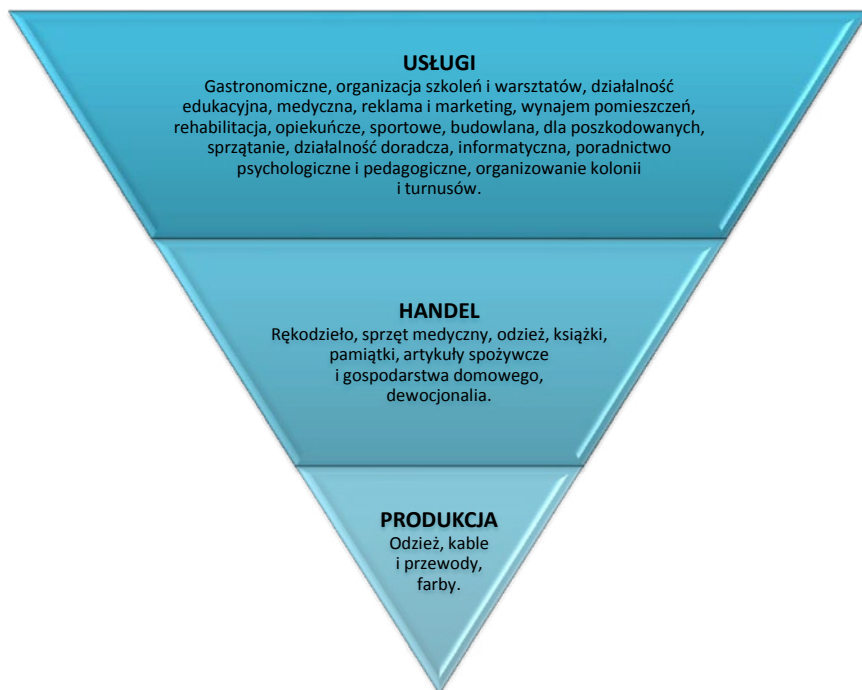 USŁUGI
Gastronomiczne, organizacja szkoleń i warsztatów, działalność
edukacyjna, medyczna, reklama i marketing, wynajem pomieszczeń,
rehabilitacja, opiekuńcze, sportowe, budowlana, dla poszkodowanych,
sprzątanie, działalność doradcza, informatyczna, poradnictwo
psychologiczne i pedagogiczne, organizowanie kolonii
i turnusów.
HANDEL
Rękodzieło, sprzęt medyczny, odzież, książki,
pamiątki, artykuły spożywcze
i gospodarstwa domowego,
dewocjonalia.
PRODUKCJA
Odzież, kable
i przewody,
farby.